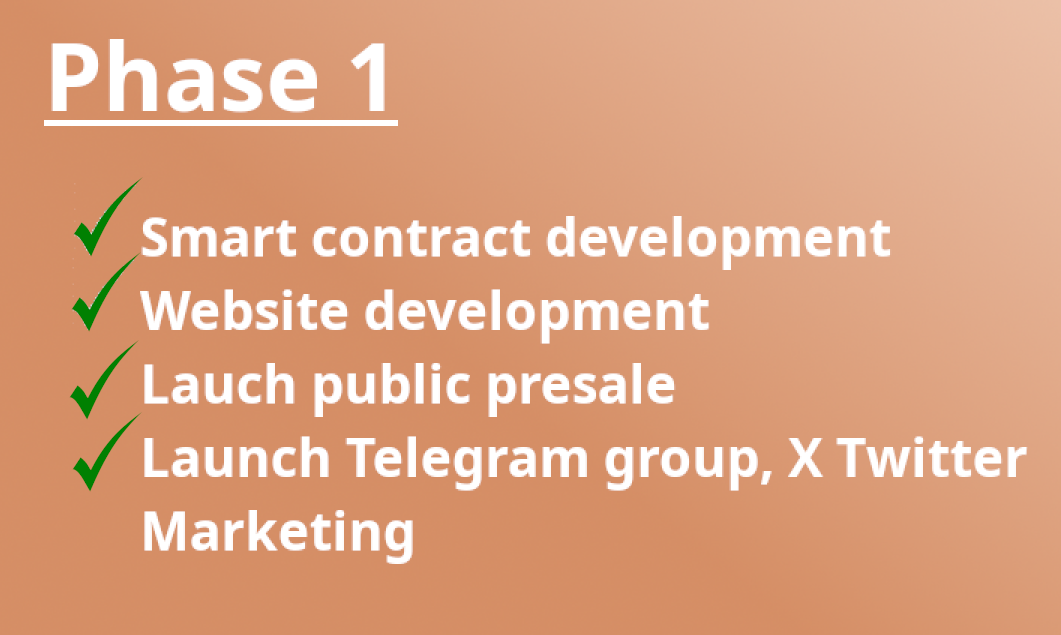 Phase 1
Smart contract development
Website development
Lauch public presale
Launch Telegram group, X Twitter
Marketing